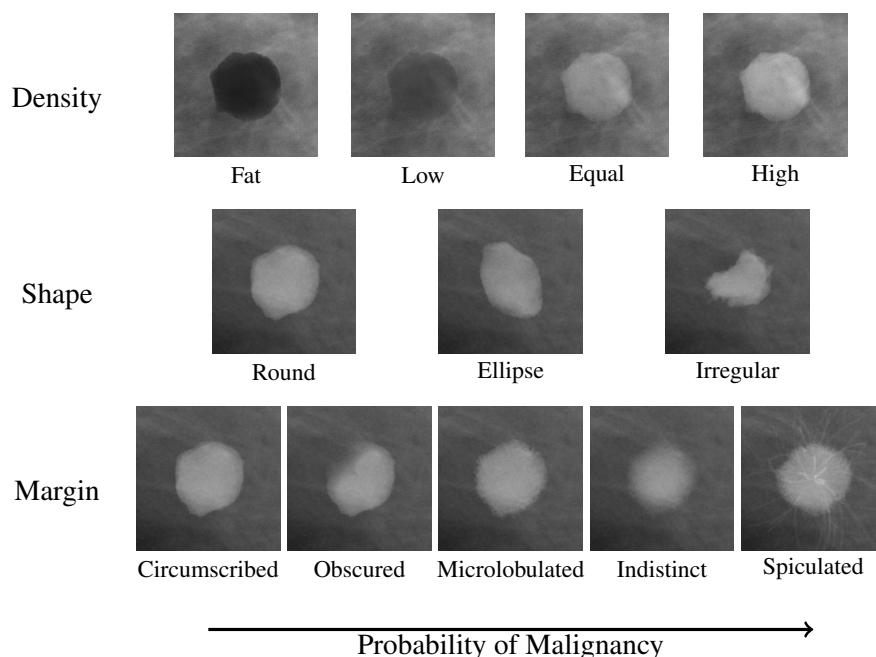 Density
Fat Low Equal High
Shape
Round Ellipse Irregular
Margin
Circumscribed Obscured Microlobulated Indistinct Spiculated
Probability of Malignancy